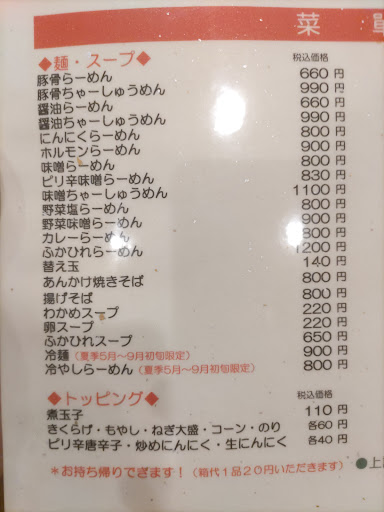 菜
◆麺・スープ◆ 税込価格
豚骨らーめん 660 円
豚骨ちゃーしゅうめん 990 円
醤油らーめん 660 円
醤油ちゃーしゅうめん 990 円
にんにくらーめん 800 円
ホルモンらーめん 900 円
味噌らーめん 800 円
ピリ辛味噌らーめん 830 円
味噌ちゃーしゅうめん 1100 円
野菜塩らーめん 800 円
野菜味噌らーめん 900 円
カレーらーめん 800 円
ふかひれらーめん 1200 円
替え玉 140 円
あんかけ焼きそば 800 円
揚げそば 800 円
わかめスープ 220 円
卵スープ 220 円
ふかひれスープ 650 円
冷麺（夏季5月～9月初旬限定） 900 円
冷やしらーめん（夏季5月～9月初旬限定） 800 円
◆トッピング◆ 税込価格
煮玉子 110 円
きくらげ・もやし・ねぎ大盛・コーン・のり 各60 円
ピリ辛唐辛子・炒めにんにく・生にんにく 各40 円
＊お持ち帰りできます！（箱代1品20円いただきます） ●上